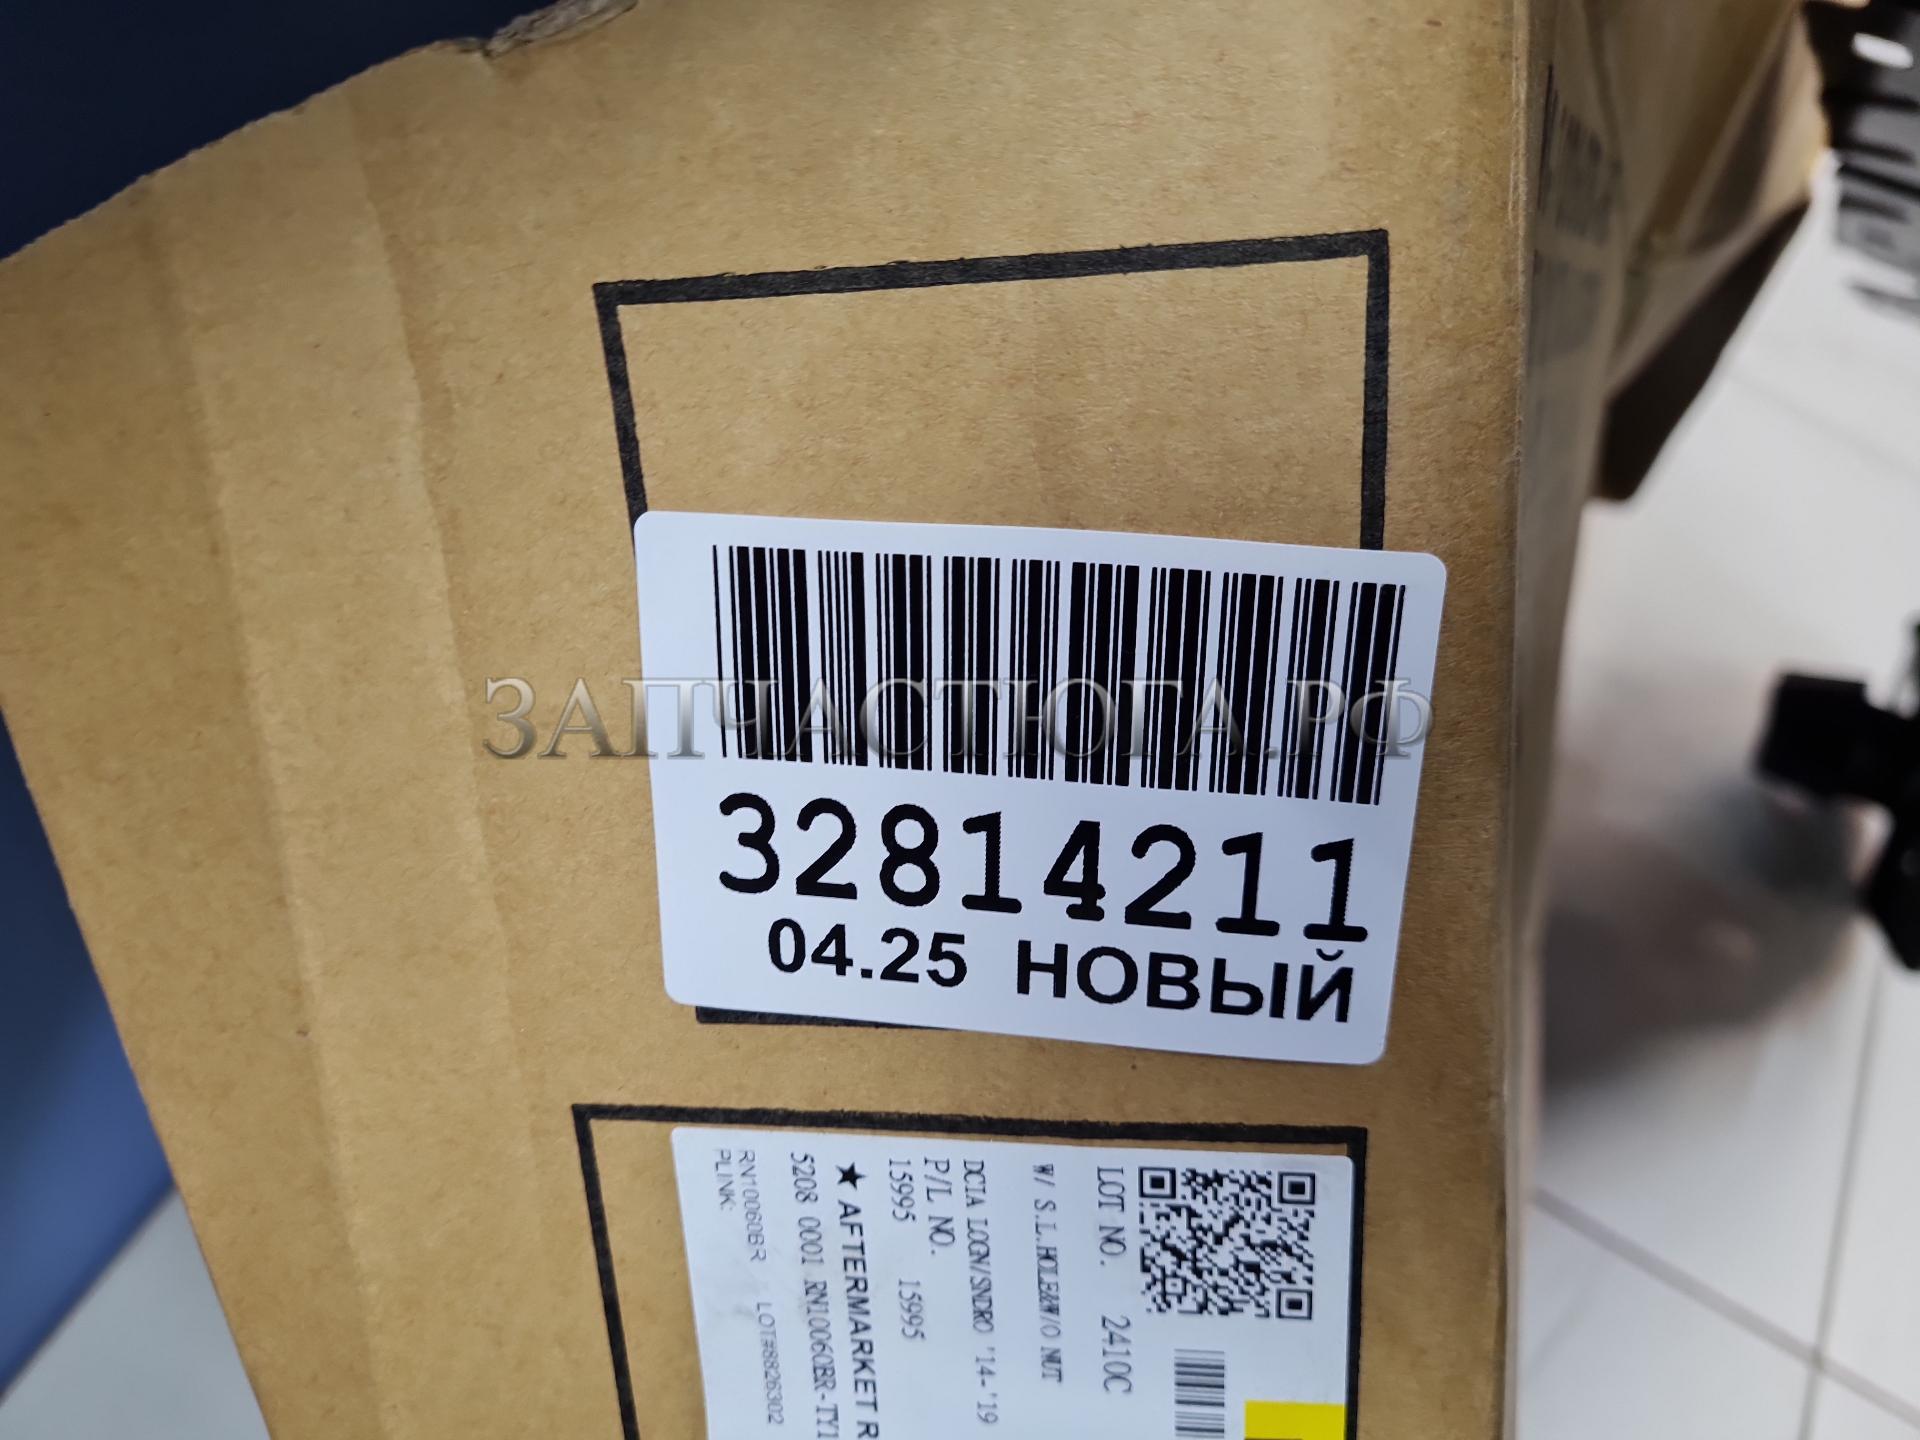 ЗАПЧАСТЮГА.РФ
32814211
04.25 НОВЫЙ
LOT NO. 2410C
W/ S.L.HOLE&W/O NUT
DCIA LOGN/SNDRO '14-'19
P/L NO.
15995 15995
★ AFTERMARKET R
5208 0001 RN10060BR-TY1
RN10060BR LOT#8826302
PLINK: